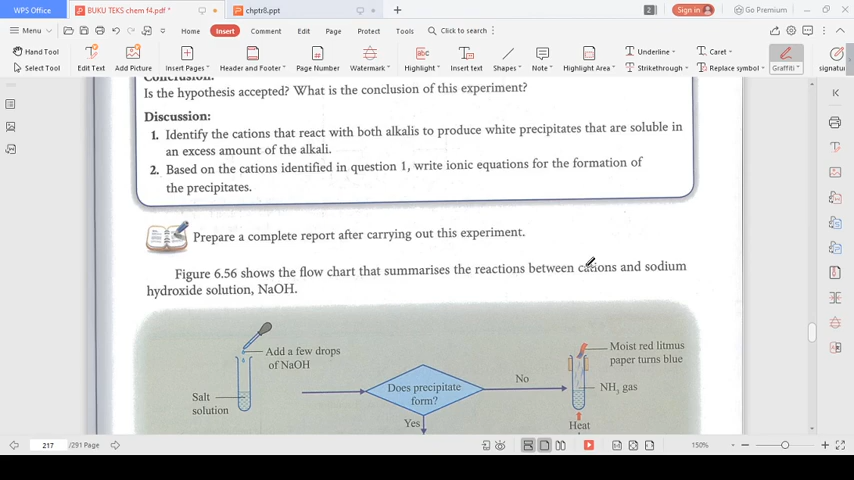 WPS Office
BUKU TEKS chem f4.pdf *
chptr8.ppt
+
2
Sign in
Go Premium
Menu
Home
Insert
Comment
Edit
Page
Protect
Tools
Click to search
Hand Tool
Select Tool
Edit Text
Add Picture
Insert Pages
Header and Footer
Page Number
Watermark
Highlight
Insert text
Shapes
Note
Highlight Area
Underline
Strikethrough
Caret
Replace symbol
Graffiti
signatur
Conclusion:
Is the hypothesis accepted? What is the conclusion of this experiment?
Discussion:
1. Identify the cations that react with both alkalis to produce white precipitates that are soluble in
an excess amount of the alkali.
2. Based on the cations identified in question 1, write ionic equations for the formation of
the precipitates.
Prepare a complete report after carrying out this experiment.
Figure 6.56 shows the flow chart that summarises the reactions between cations and sodium
hydroxide solution, NaOH.
Add a few drops
of NaOH
Salt
solution
Does precipitate
form?
No
Yes
Moist red litmus
paper turns blue
NH₃ gas
Heat
217 /291 Page
150%